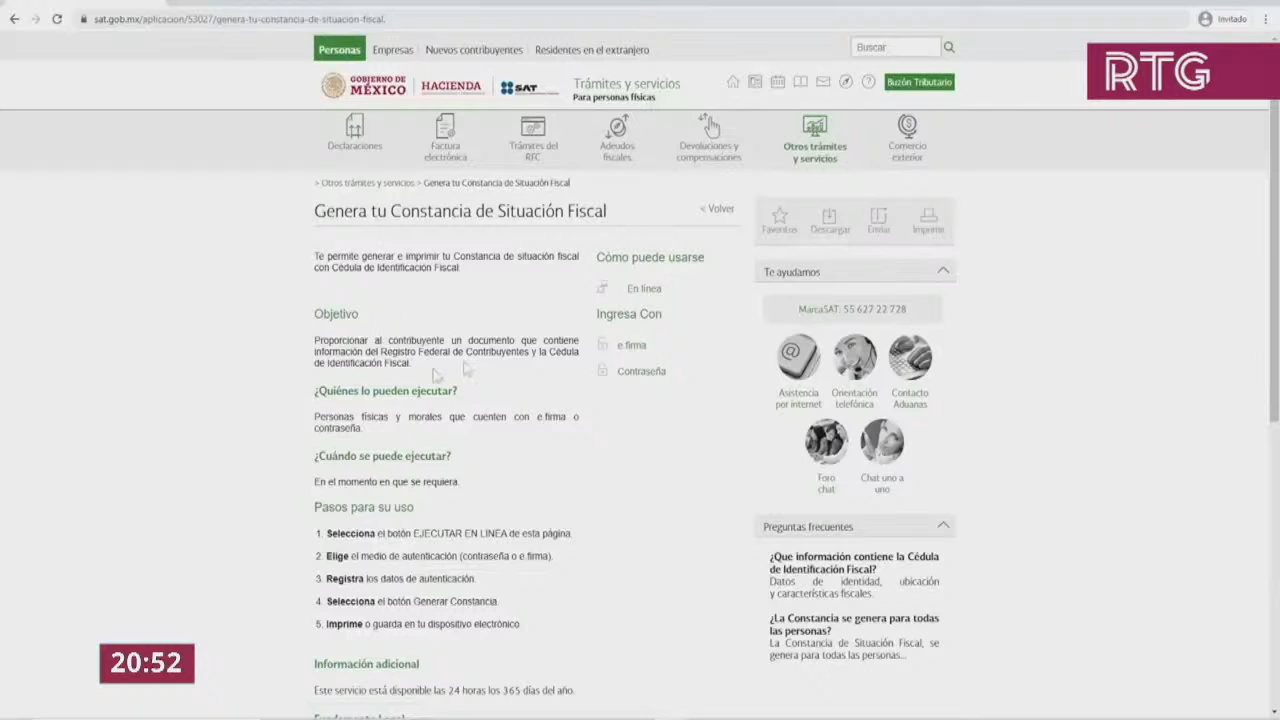 sat.gob.mx/aplicacion/53027/genera-tu-constancia-de-situacion-fiscal.
Invitado
Personas Empresas Nuevos contribuyentes Residentes en el extranjero
Buscar
RTG
GOBIERNO DE MÉXICO
HACIENDA
SAT
Trámites y servicios
Para personas físicas
Buzón Tributario
Declaraciones
Factura electrónica
Trámites del RFC
Adeudos fiscales
Devoluciones y compensaciones
Otros trámites y servicios
Comercio exterior
> Otros trámites y servicios > Genera tu Constancia de Situación Fiscal
Genera tu Constancia de Situación Fiscal
< Volver
Te permite generar e imprimir tu Constancia de situación fiscal
con Cédula de Identificación Fiscal.
Objetivo
Proporcionar al contribuyente un documento que contiene
información del Registro Federal de Contribuyentes y la Cédula
de Identificación Fiscal.
¿Quiénes lo pueden ejecutar?
Personas físicas y morales que cuenten con e.firma o
contraseña.
¿Cuándo se puede ejecutar?
En el momento en que se requiera.
Pasos para su uso
1. Selecciona el botón EJECUTAR EN LÍNEA de esta página.
2. Elige el medio de autenticación (contraseña o e.firma).
3. Registra los datos de autenticación.
4. Selecciona el botón Generar Constancia.
5. Imprime o guarda en tu dispositivo electrónico.
Información adicional
Este servicio está disponible las 24 horas los 365 días del año.
Fundamento Legal
Cómo puede usarse
En línea
Ingresa Con
e.firma
Contraseña
Favoritos
Descargar
Enviar
Imprimir
Te ayudamos
MarcaSAT: 55 627 22 728
Asistencia por internet
Orientación telefónica
Contacto Aduanas
Foro chat
Chat uno a uno
Preguntas frecuentes
¿Que información contiene la Cédula
de Identificación Fiscal?
Datos de identidad, ubicación
y características fiscales.
¿La Constancia se genera para todas
las personas?
La Constancia de Situación Fiscal, se
genera para todas las personas...
20:52